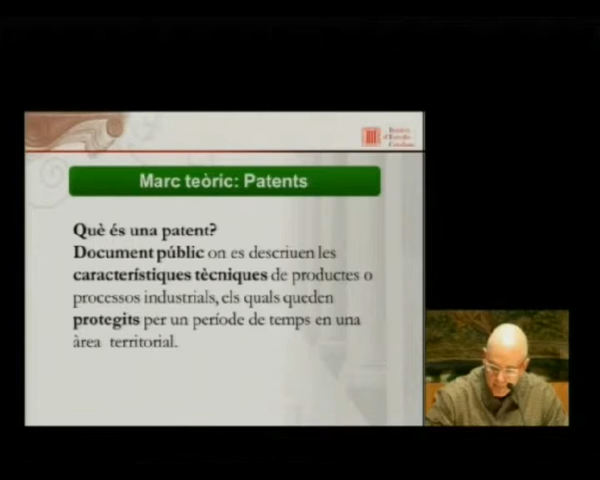 Marc teòric: Patents
Què és una patent?
Document públic on es descriuen les
característiques tècniques de productes o
processos industrials, els quals queden
protegits per un període de temps en una
àrea territorial.